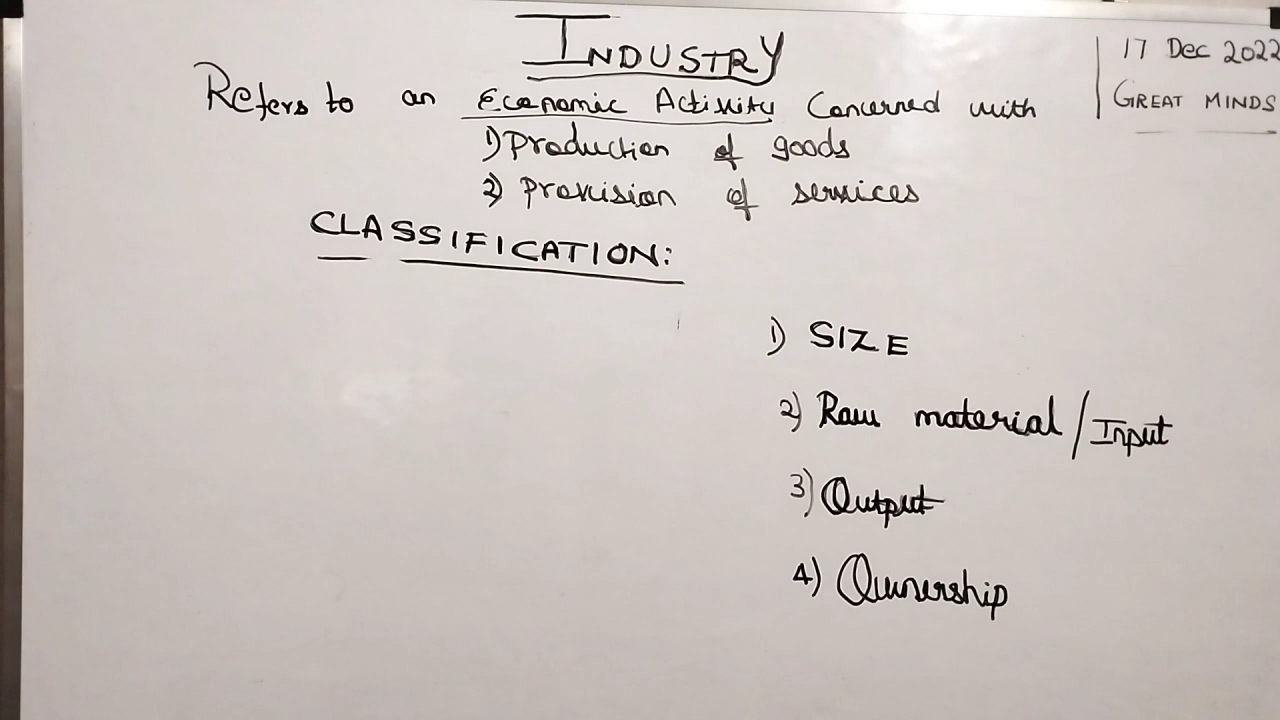 INDUSTRY
17 Dec 2022
GREAT MINDS
Refers to an Economic Activity Concerned with
1) Production of goods
2) Provision of services
CLASSIFICATION:
1) SIZE
2) Raw material/Input
3) Output
4) Ownership